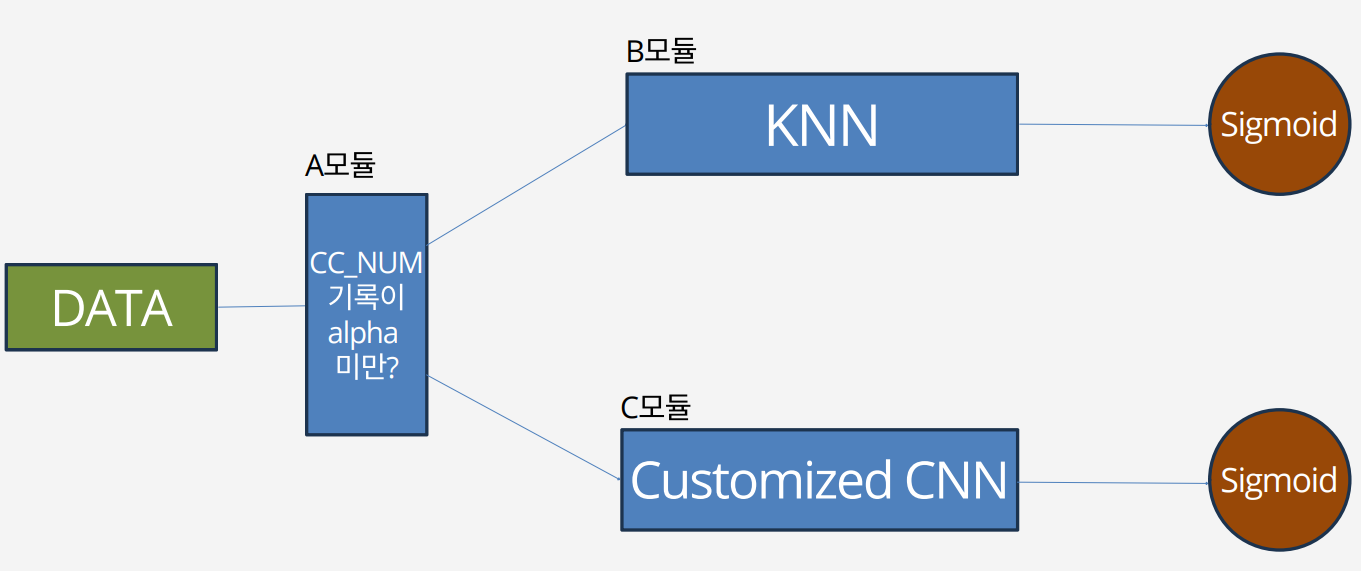 DATA
A모듈
CC_NUM
기록이
alpha
미만?
B모듈
KNN
Sigmoid
C모듈
Customized CNN
Sigmoid